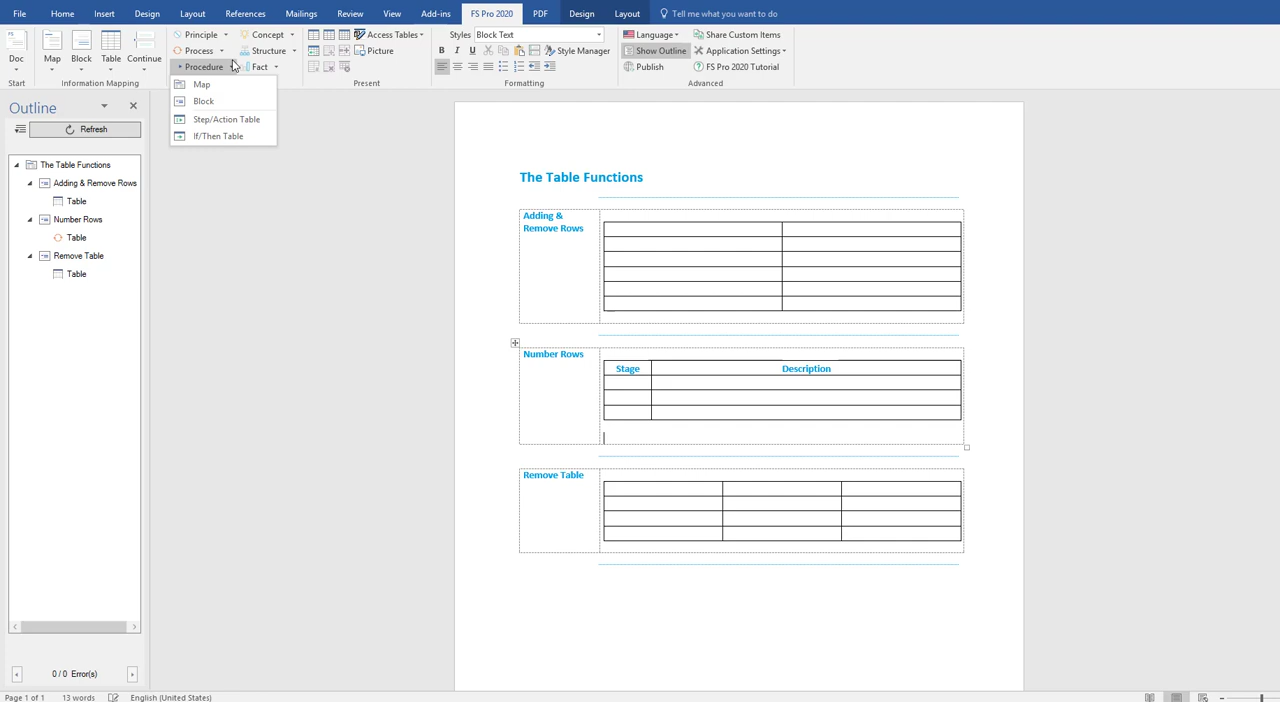 File Home Insert Design Layout References Mailings Review View Add-ins FS Pro 2020 PDF Design Layout Tell me what you want to do
Principle Concept Access Tables Styles Block Text Language Share Custom Items
Process Structure Picture B I U Style Manager Show Outline Application Settings
Doc Map Block Table Continue Procedure Fact Publish FS Pro 2020 Tutorial
Start Information Mapping Present Formatting Advanced
Map
Block
Step/Action Table
If/Then Table
Outline
Refresh
The Table Functions
Adding & Remove Rows
Table
Number Rows
Table
Remove Table
Table
0 / 0 Error(s)
The Table Functions
Adding &
Remove Rows
Number Rows
Stage Description
Remove Table
Page 1 of 1 13 words English (United States)